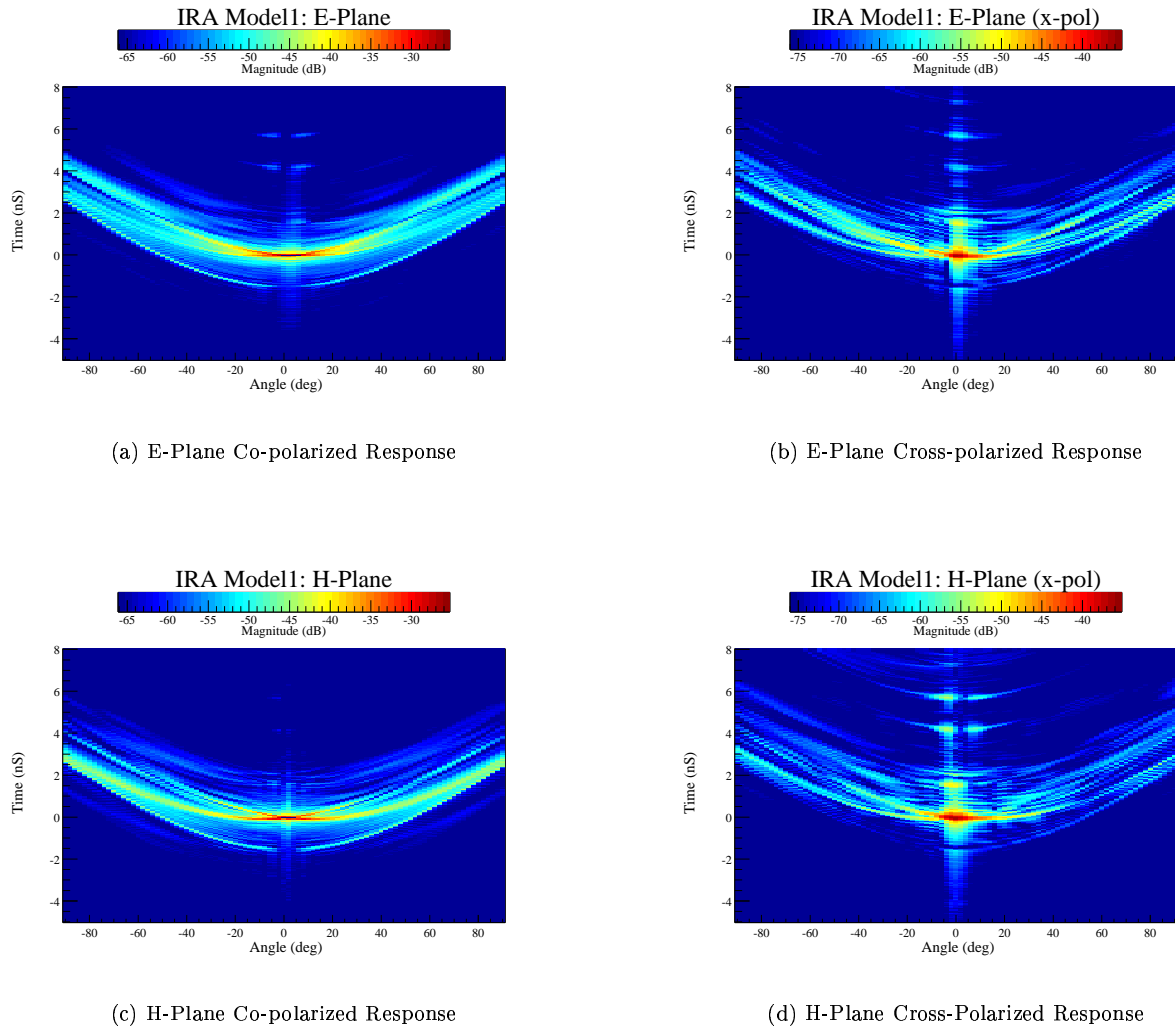 IRA Model1: E-Plane
-65 -60 -55 -50 -45 -40 -35 -30
Magnitude (dB)
Time (nS)
8
6
4
2
0
-2
-4
-80 -60 -40 -20 0 20 40 60 80
Angle (deg)
(a) E-Plane Co-polarized Response
IRA Model1: E-Plane (x-pol)
-75 -70 -65 -60 -55 -50 -45 -40
Magnitude (dB)
Time (nS)
8
6
4
2
0
-2
-4
-80 -60 -40 -20 0 20 40 60 80
Angle (deg)
(b) E-Plane Cross-polarized Response
IRA Model1: H-Plane
-65 -60 -55 -50 -45 -40 -35 -30
Magnitude (dB)
Time (nS)
8
6
4
2
0
-2
-4
-80 -60 -40 -20 0 20 40 60 80
Angle (deg)
(c) H-Plane Co-polarized Response
IRA Model1: H-Plane (x-pol)
-75 -70 -65 -60 -55 -50 -45 -40
Magnitude (dB)
Time (nS)
8
6
4
2
0
-2
-4
-80 -60 -40 -20 0 20 40 60 80
Angle (deg)
(d) H-Plane Cross-Polarized Response